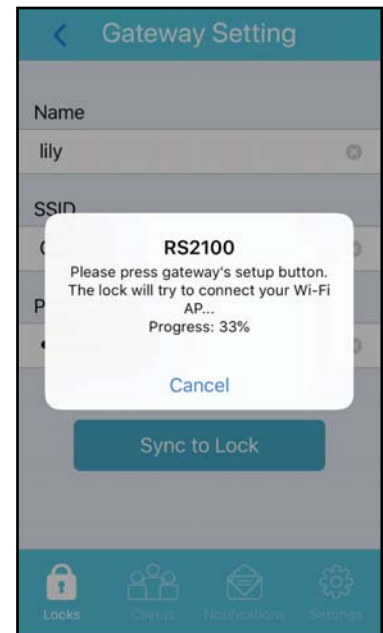 Gateway Setting
Name
lily
SSID
RS2100
Please press gateway's setup button.
The lock will try to connect your Wi-Fi
AP...
Progress: 33%
P
Cancel
Sync to Lock
Locks Clients Notifications Settings